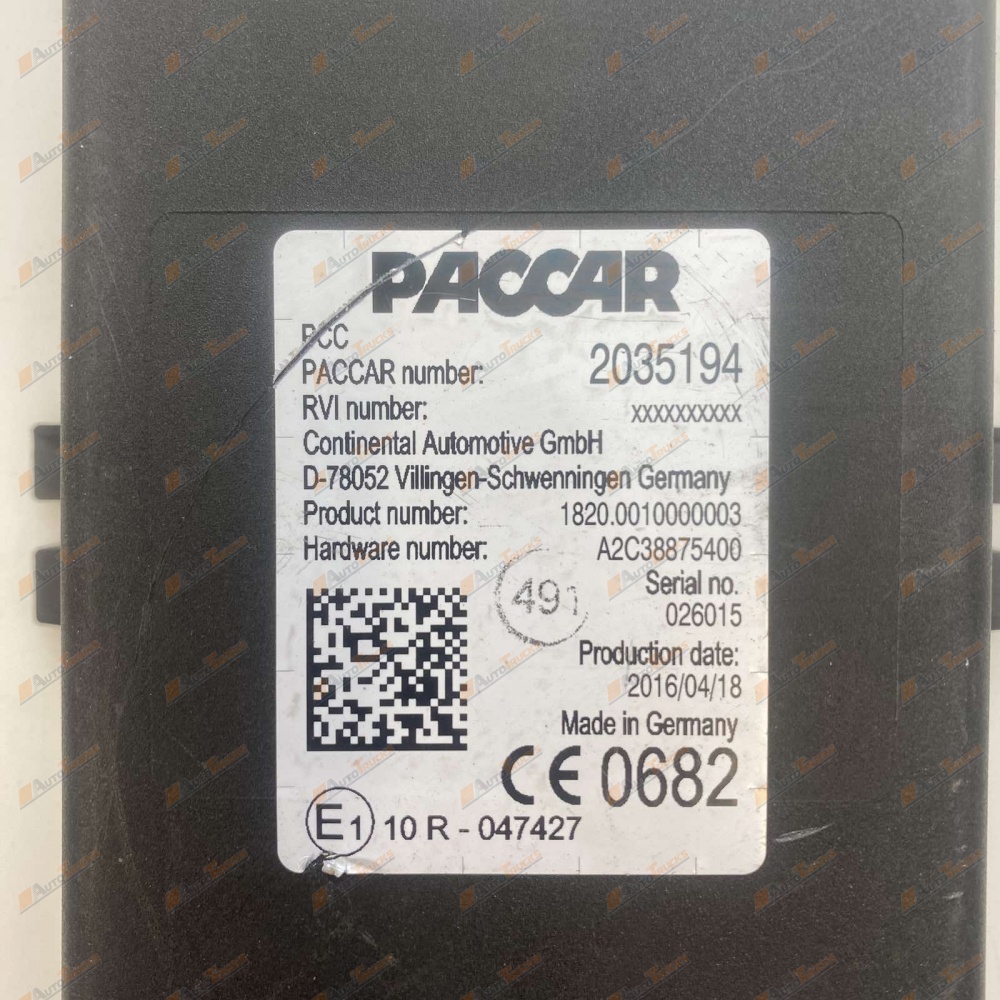 PACCAR
PCC
PACCAR number: 2035194
RVI number: xxxxxxxxxx
Continental Automotive GmbH
D-78052 Villingen-Schwenningen Germany
Product number: 1820.0010000003
Hardware number: A2C38875400
491
Serial no.
026015
Production date:
2016/04/18
Made in Germany
CE 0682
E1 10 R - 047427
AUTOTRUCKS